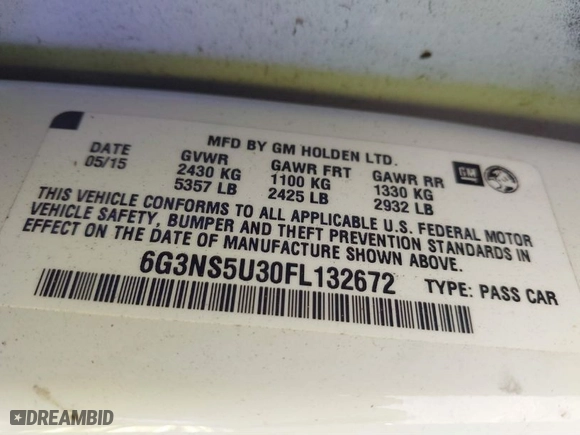 MFD BY GM HOLDEN LTD.
DATE GVWR GAWR FRT GAWR RR
05/15 2430 KG 1100 KG 1330 KG
5357 LB 2425 LB 2932 LB
GM
THIS VEHICLE CONFORMS TO ALL APPLICABLE U.S. FEDERAL MOTOR
VEHICLE SAFETY, BUMPER AND THEFT PREVENTION STANDARDS IN
EFFECT ON THE DATE OF MANUFACTURE SHOWN ABOVE.
6G3NS5U30FL132672 TYPE: PASS CAR
DREAMBID